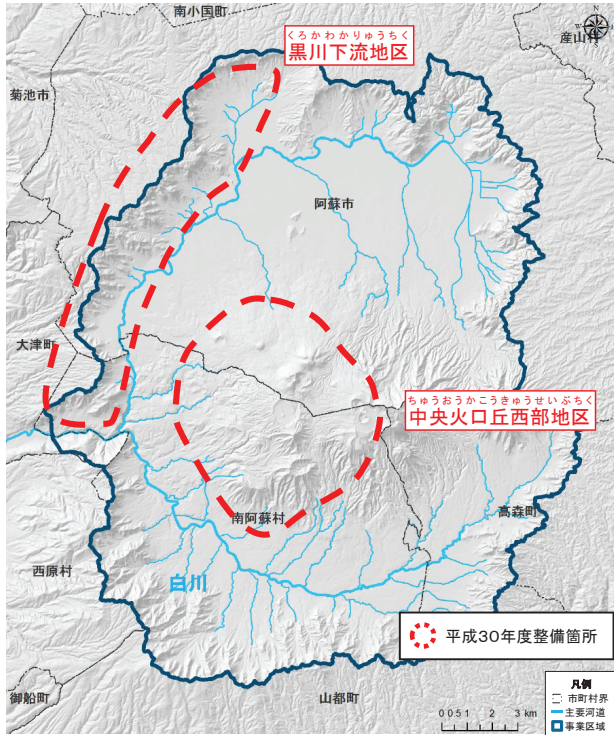 南小国町
産山村
くろかわかりゅうちく
黒川下流地区
菊池市
阿蘇市
大津町
ちゅうおうかこうきゅうせいぶちく
中央火口丘西部地区
南阿蘇村
高森町
西原村
白川
平成30年度整備箇所
御船町
山都町
0 0.5 1 2 3 km
凡例
市町村界
主要河道
事業区域